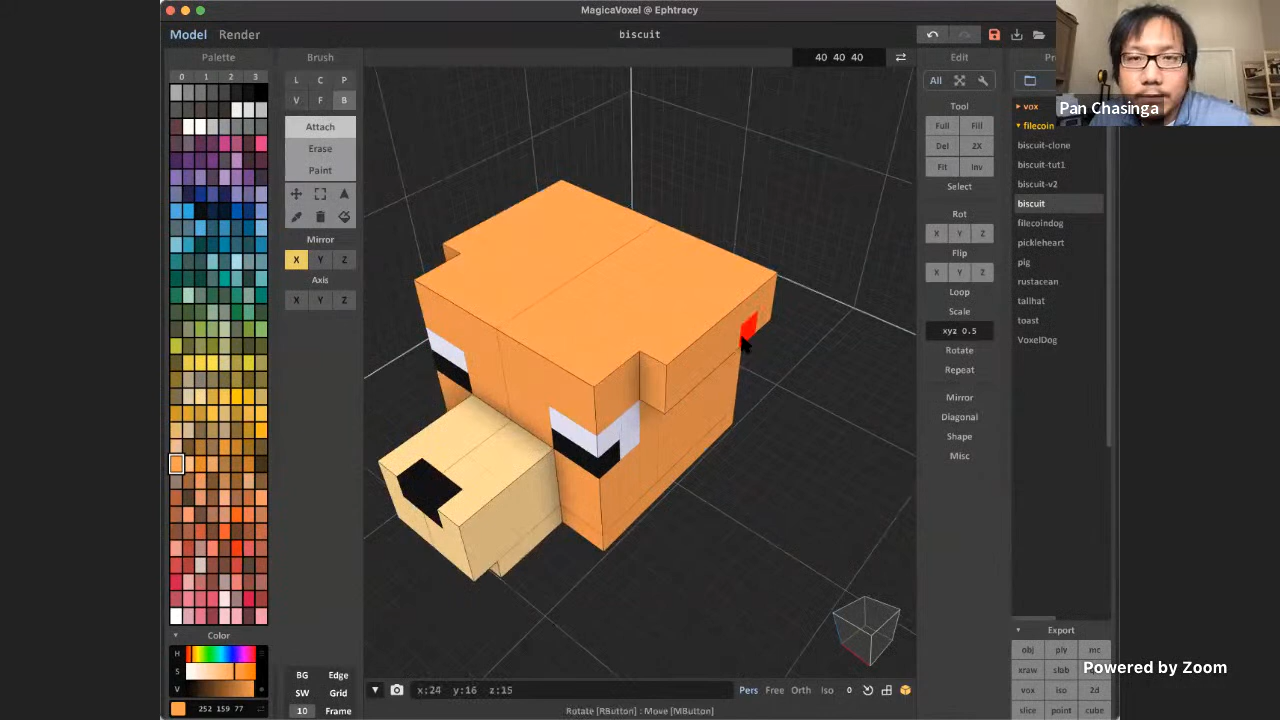 MagicaVoxel @ Ephtracy
Model Render
biscuit
Palette
0 1 2 3
Color
H
S
V
252 159 77
Brush
L C P
V F B
Attach
Erase
Paint
Mirror
X Y Z
Axis
X Y Z
BG Edge
SW Grid
10 Frame
40 40 40
x:24 y:16 z:15
Pers Free Orth Iso 0
Rotate [RButton] : Move [MButton]
Edit
All
Tool
Full Fill
Del 2X
Fit Inv
Select
Rot
X Y Z
Flip
X Y Z
Loop
Scale
xyz 0.5
Rotate
Repeat
Mirror
Diagonal
Shape
Misc
Pan Chasinga
vox
filecoin
biscuit-clone
biscuit-tut1
biscuit-v2
biscuit
filecoindog
pickleheart
pig
rustacean
tallhat
toast
VoxelDog
Export
obj ply mc
xraw slab
vox iso 2d
slice point cube
Powered by Zoom